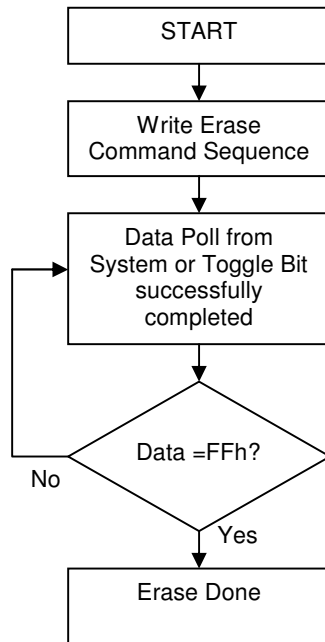 START
Write Erase
Command Sequence
Data Poll from
System or Toggle Bit
successfully
completed
Data =FFh?
No
Yes
Erase Done